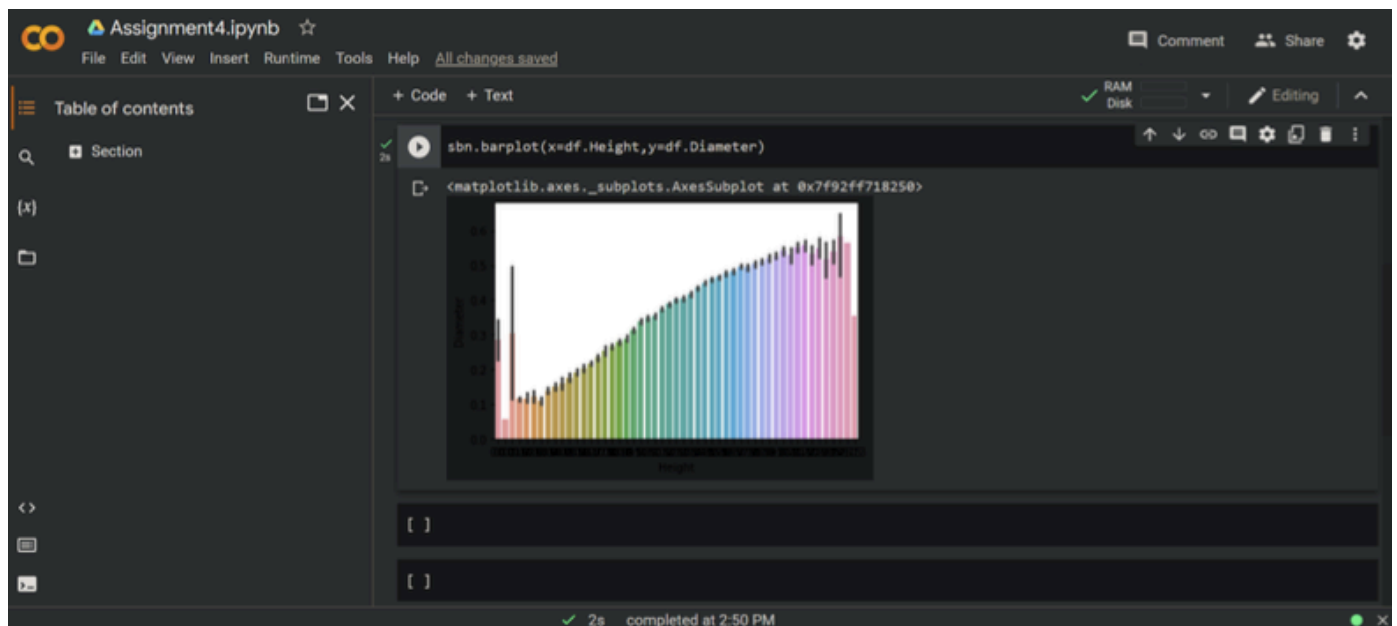 CO
Assignment4.ipynb
File Edit View Insert Runtime Tools Help All changes saved
Comment Share
Table of contents
+ Code + Text
RAM
Disk
Editing
Section
{x}
2s
sbn.barplot(x=df.Height,y=df.Diameter)
<matplotlib.axes._subplots.AxesSubplot at 0x7f92ff718250>
0.6
0.5
0.4
0.3
0.2
0.1
0.0
Diameter
Height
[ ]
[ ]
2s completed at 2:50 PM